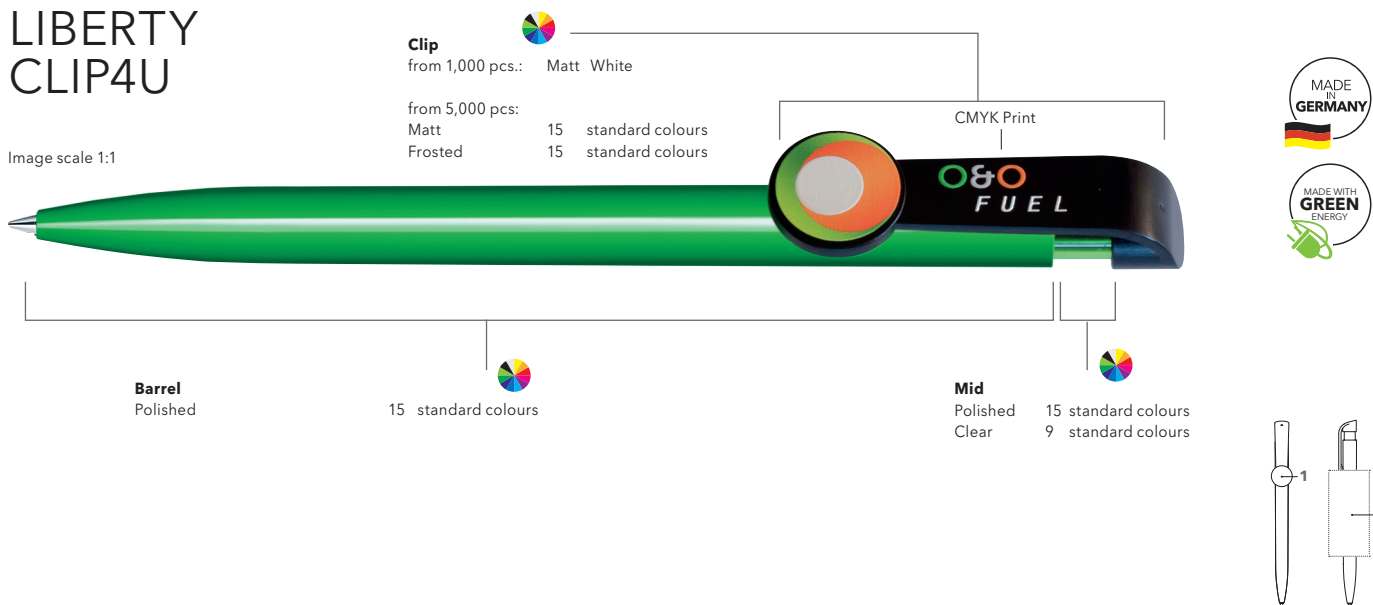 LIBERTY
CLIP4U
Image scale 1:1
Clip
from 1,000 pcs.: Matt White
from 5,000 pcs:
Matt 15 standard colours
Frosted 15 standard colours
CMYK Print
O&O
FUEL
MADE
IN
GERMANY
MADE WITH
GREEN
ENERGY
Barrel
Polished 15 standard colours
Mid
Polished 15 standard colours
Clear 9 standard colours
1